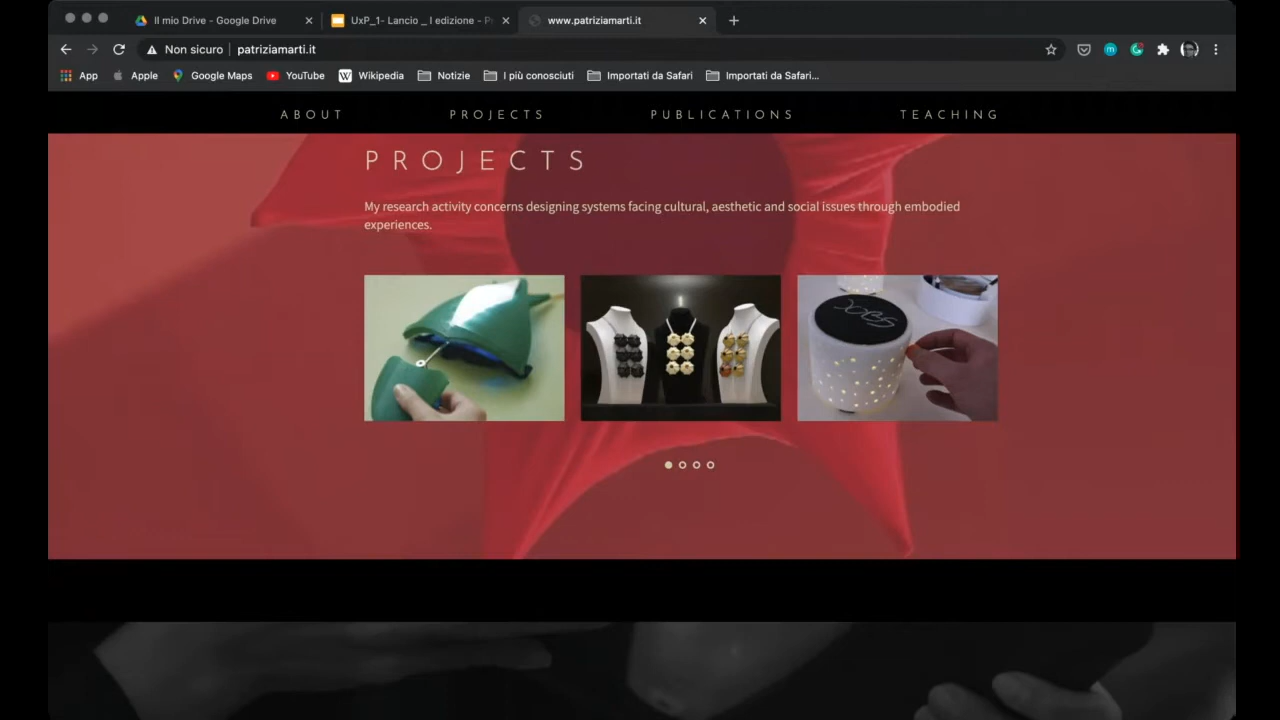 Il mio Drive - Google Drive
UxP_1- Lancio _ I edizione - P
www.patriziamarti.it
Non sicuro
patriziamarti.it
App
Apple
Google Maps
YouTube
W
Wikipedia
Notizie
I più conosciuti
Importati da Safari
Importati da Safari...
ABOUT
PROJECTS
PUBLICATIONS
TEACHING
PROJECTS
My research activity concerns designing systems facing cultural, aesthetic and social issues through embodied
experiences.